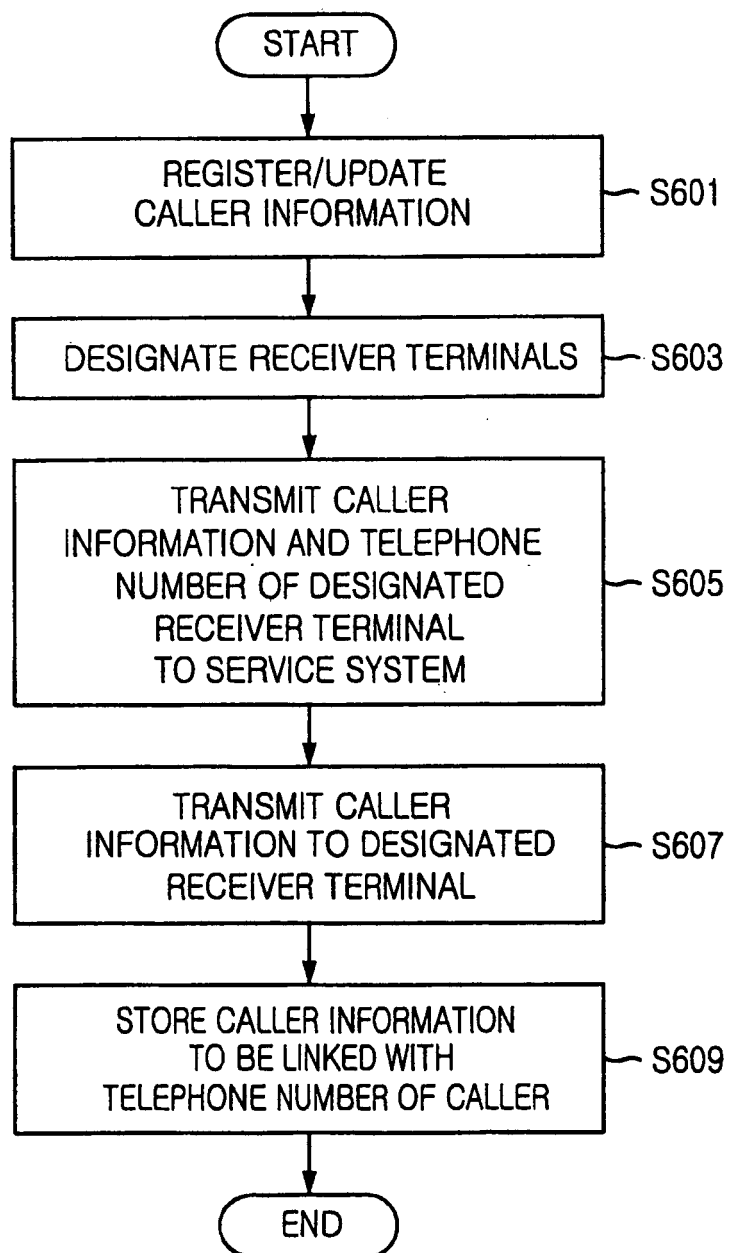 START
REGISTER/UPDATE
CALLER INFORMATION
S601
DESIGNATE RECEIVER TERMINALS
S603
TRANSMIT CALLER
INFORMATION AND TELEPHONE
NUMBER OF DESIGNATED
RECEIVER TERMINAL
TO SERVICE SYSTEM
S605
TRANSMIT CALLER
INFORMATION TO DESIGNATED
RECEIVER TERMINAL
S607
STORE CALLER INFORMATION
TO BE LINKED WITH
TELEPHONE NUMBER OF CALLER
S609
END